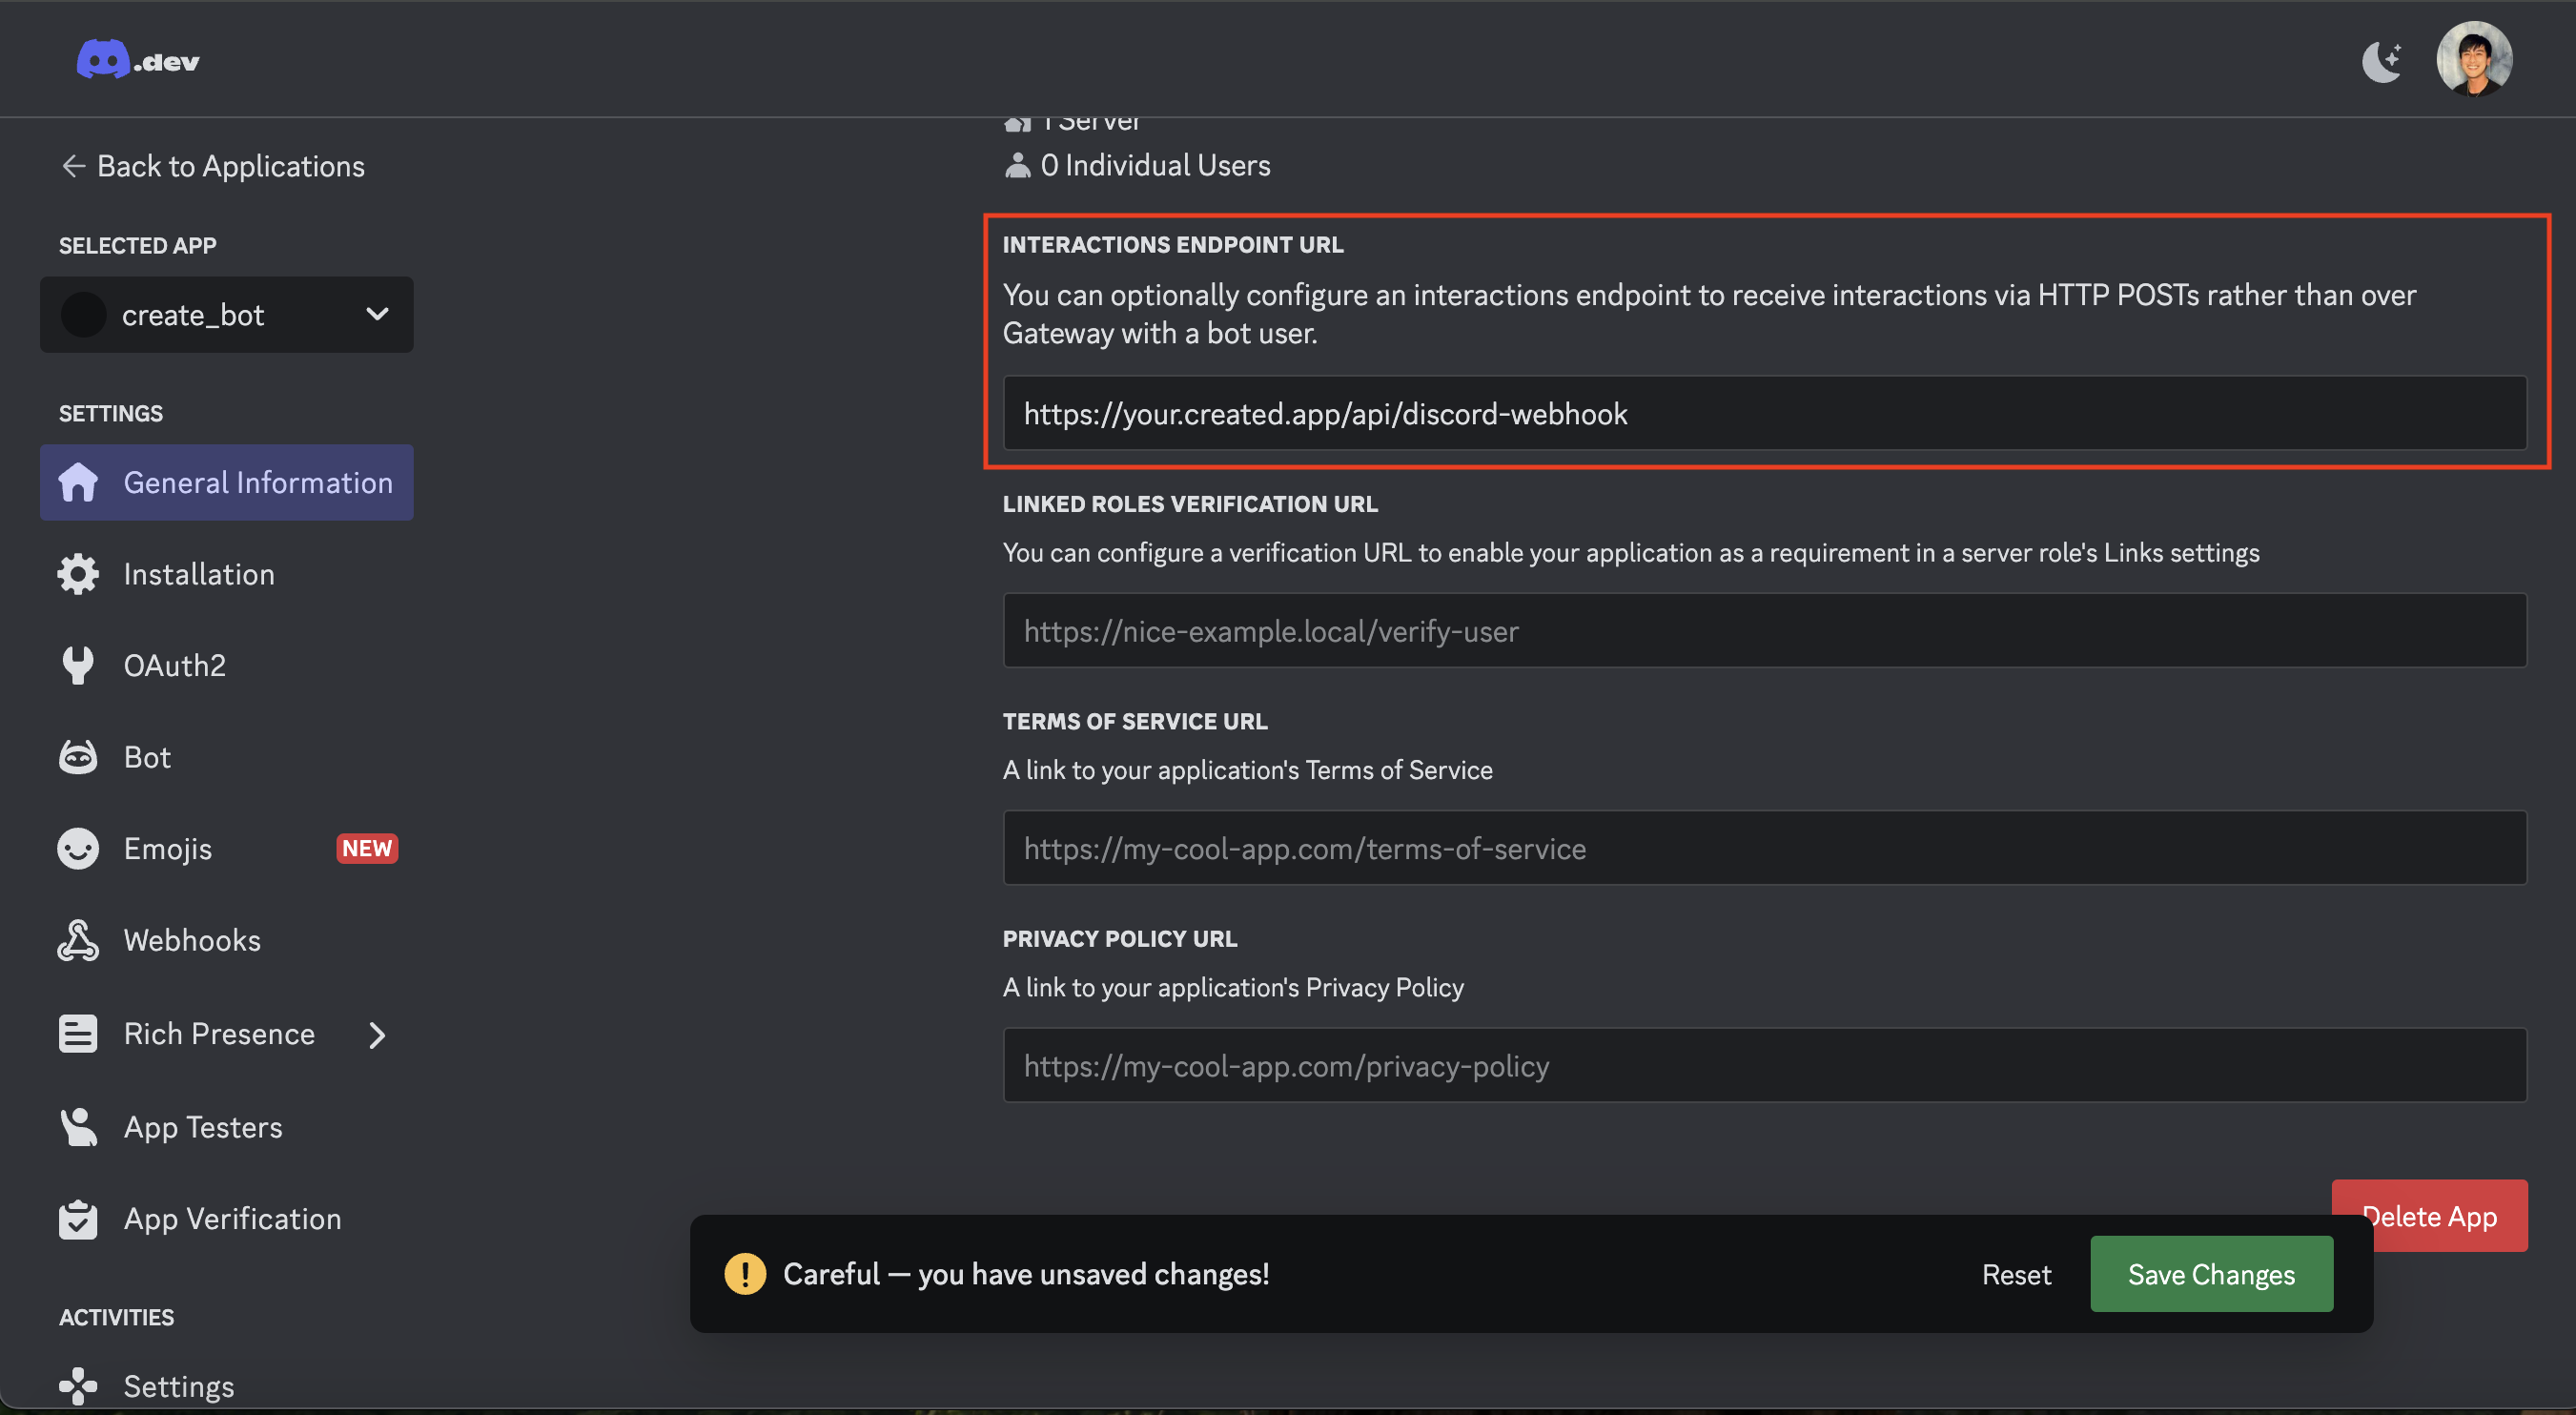 .dev
1 Server
0 Individual Users
Back to Applications
SELECTED APP
create_bot
SETTINGS
General Information
Installation
OAuth2
Bot
Emojis
NEW
Webhooks
Rich Presence
App Testers
App Verification
ACTIVITIES
Settings
INTERACTIONS ENDPOINT URL
You can optionally configure an interactions endpoint to receive interactions via HTTP POSTs rather than over
Gateway with a bot user.
https://your.created.app/api/discord-webhook
LINKED ROLES VERIFICATION URL
You can configure a verification URL to enable your application as a requirement in a server role's Links settings
https://nice-example.local/verify-user
TERMS OF SERVICE URL
A link to your application's Terms of Service
https://my-cool-app.com/terms-of-service
PRIVACY POLICY URL
A link to your application's Privacy Policy
https://my-cool-app.com/privacy-policy
Delete App
Careful — you have unsaved changes!
Reset
Save Changes